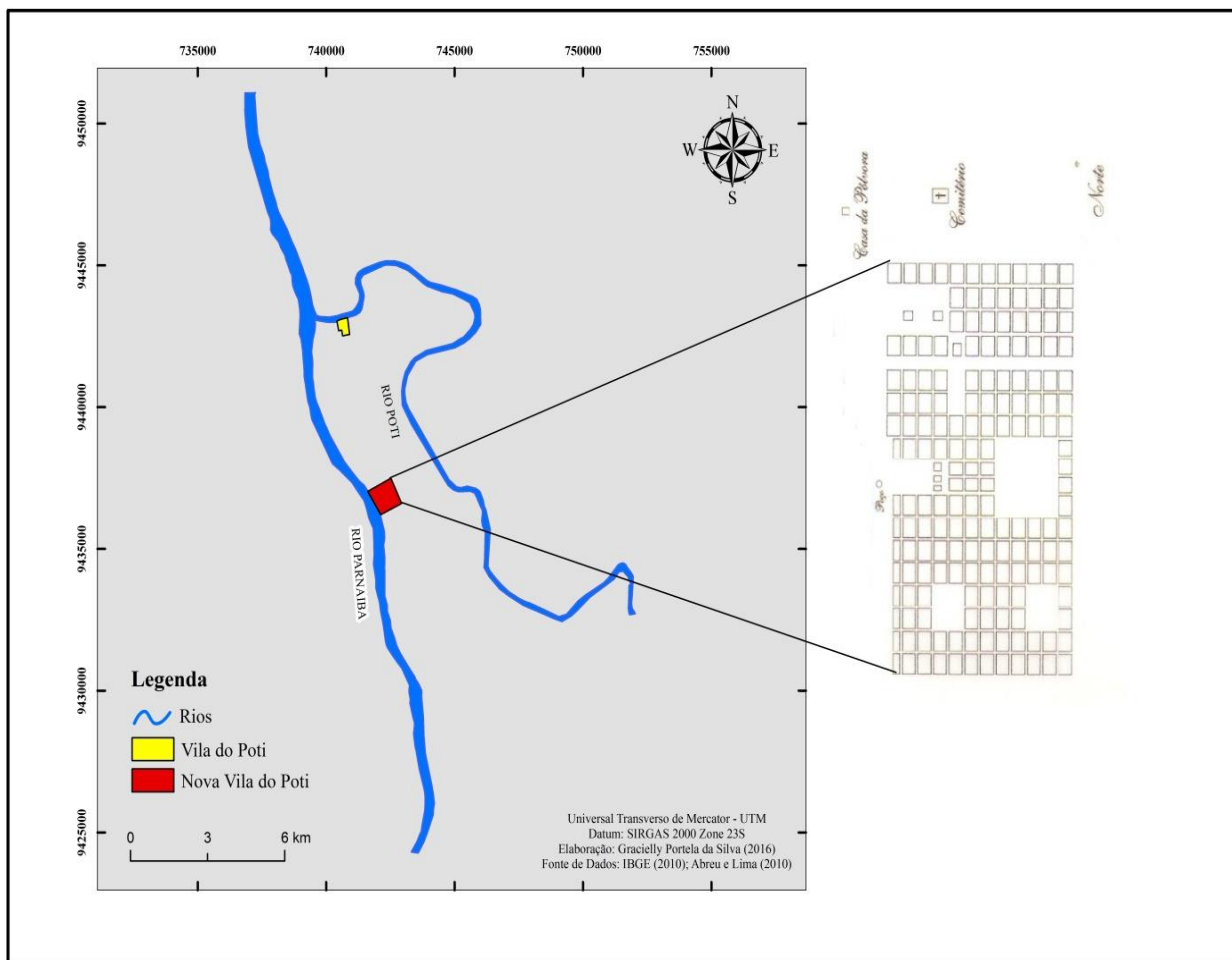 735000
740000
745000
750000
755000
9450000
9445000
9440000
9435000
9430000
9425000
N
W
E
S
RIO POTI
RIO PARNAIBA
Legenda
Rios
Vila do Poti
Nova Vila do Poti
0 3 6 km
Universal Transverso de Mercator - UTM
Datum: SIRGAS 2000 Zone 23S
Elaboração: Gracielly Portela da Silva (2016)
Fonte de Dados: IBGE (2010); Abreu e Lima (2010)
Casa da Pólvora
Cemitério
Norte
Poço